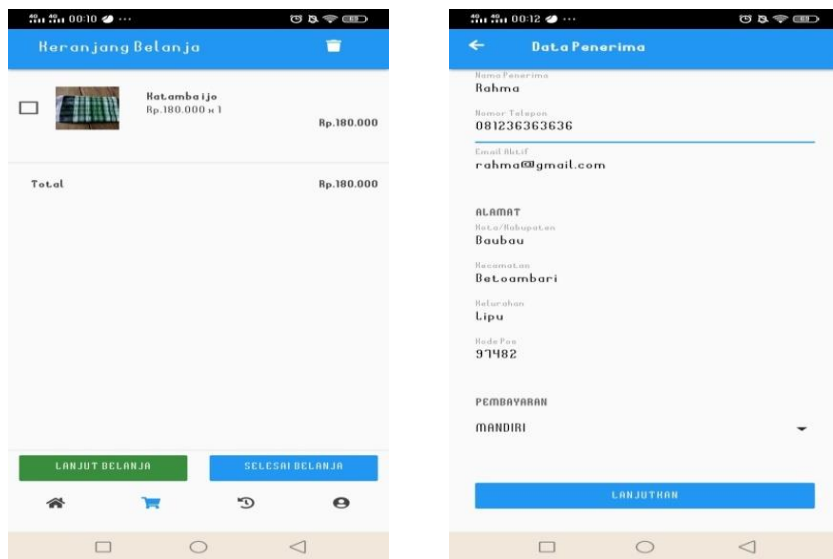 00:10
Keranjang Belanja
Katamba ijo
Rp.180.000 x 1
Rp.180.000
Total
Rp.180.000
LANJUT BELANJA
SELESAI BELANJA
00:12
Data Penerima
Nama Penerima
Rahma
Nomor Telepon
081236363636
Email Aktif
rahma@gmail.com
ALAMAT
Kota/Kabupaten
Baubau
Kecamatan
Betoambari
Kelurahan
Lipu
Kode Pos
97482
PEMBAYARAN
MANDIRI
LANJUTKAN